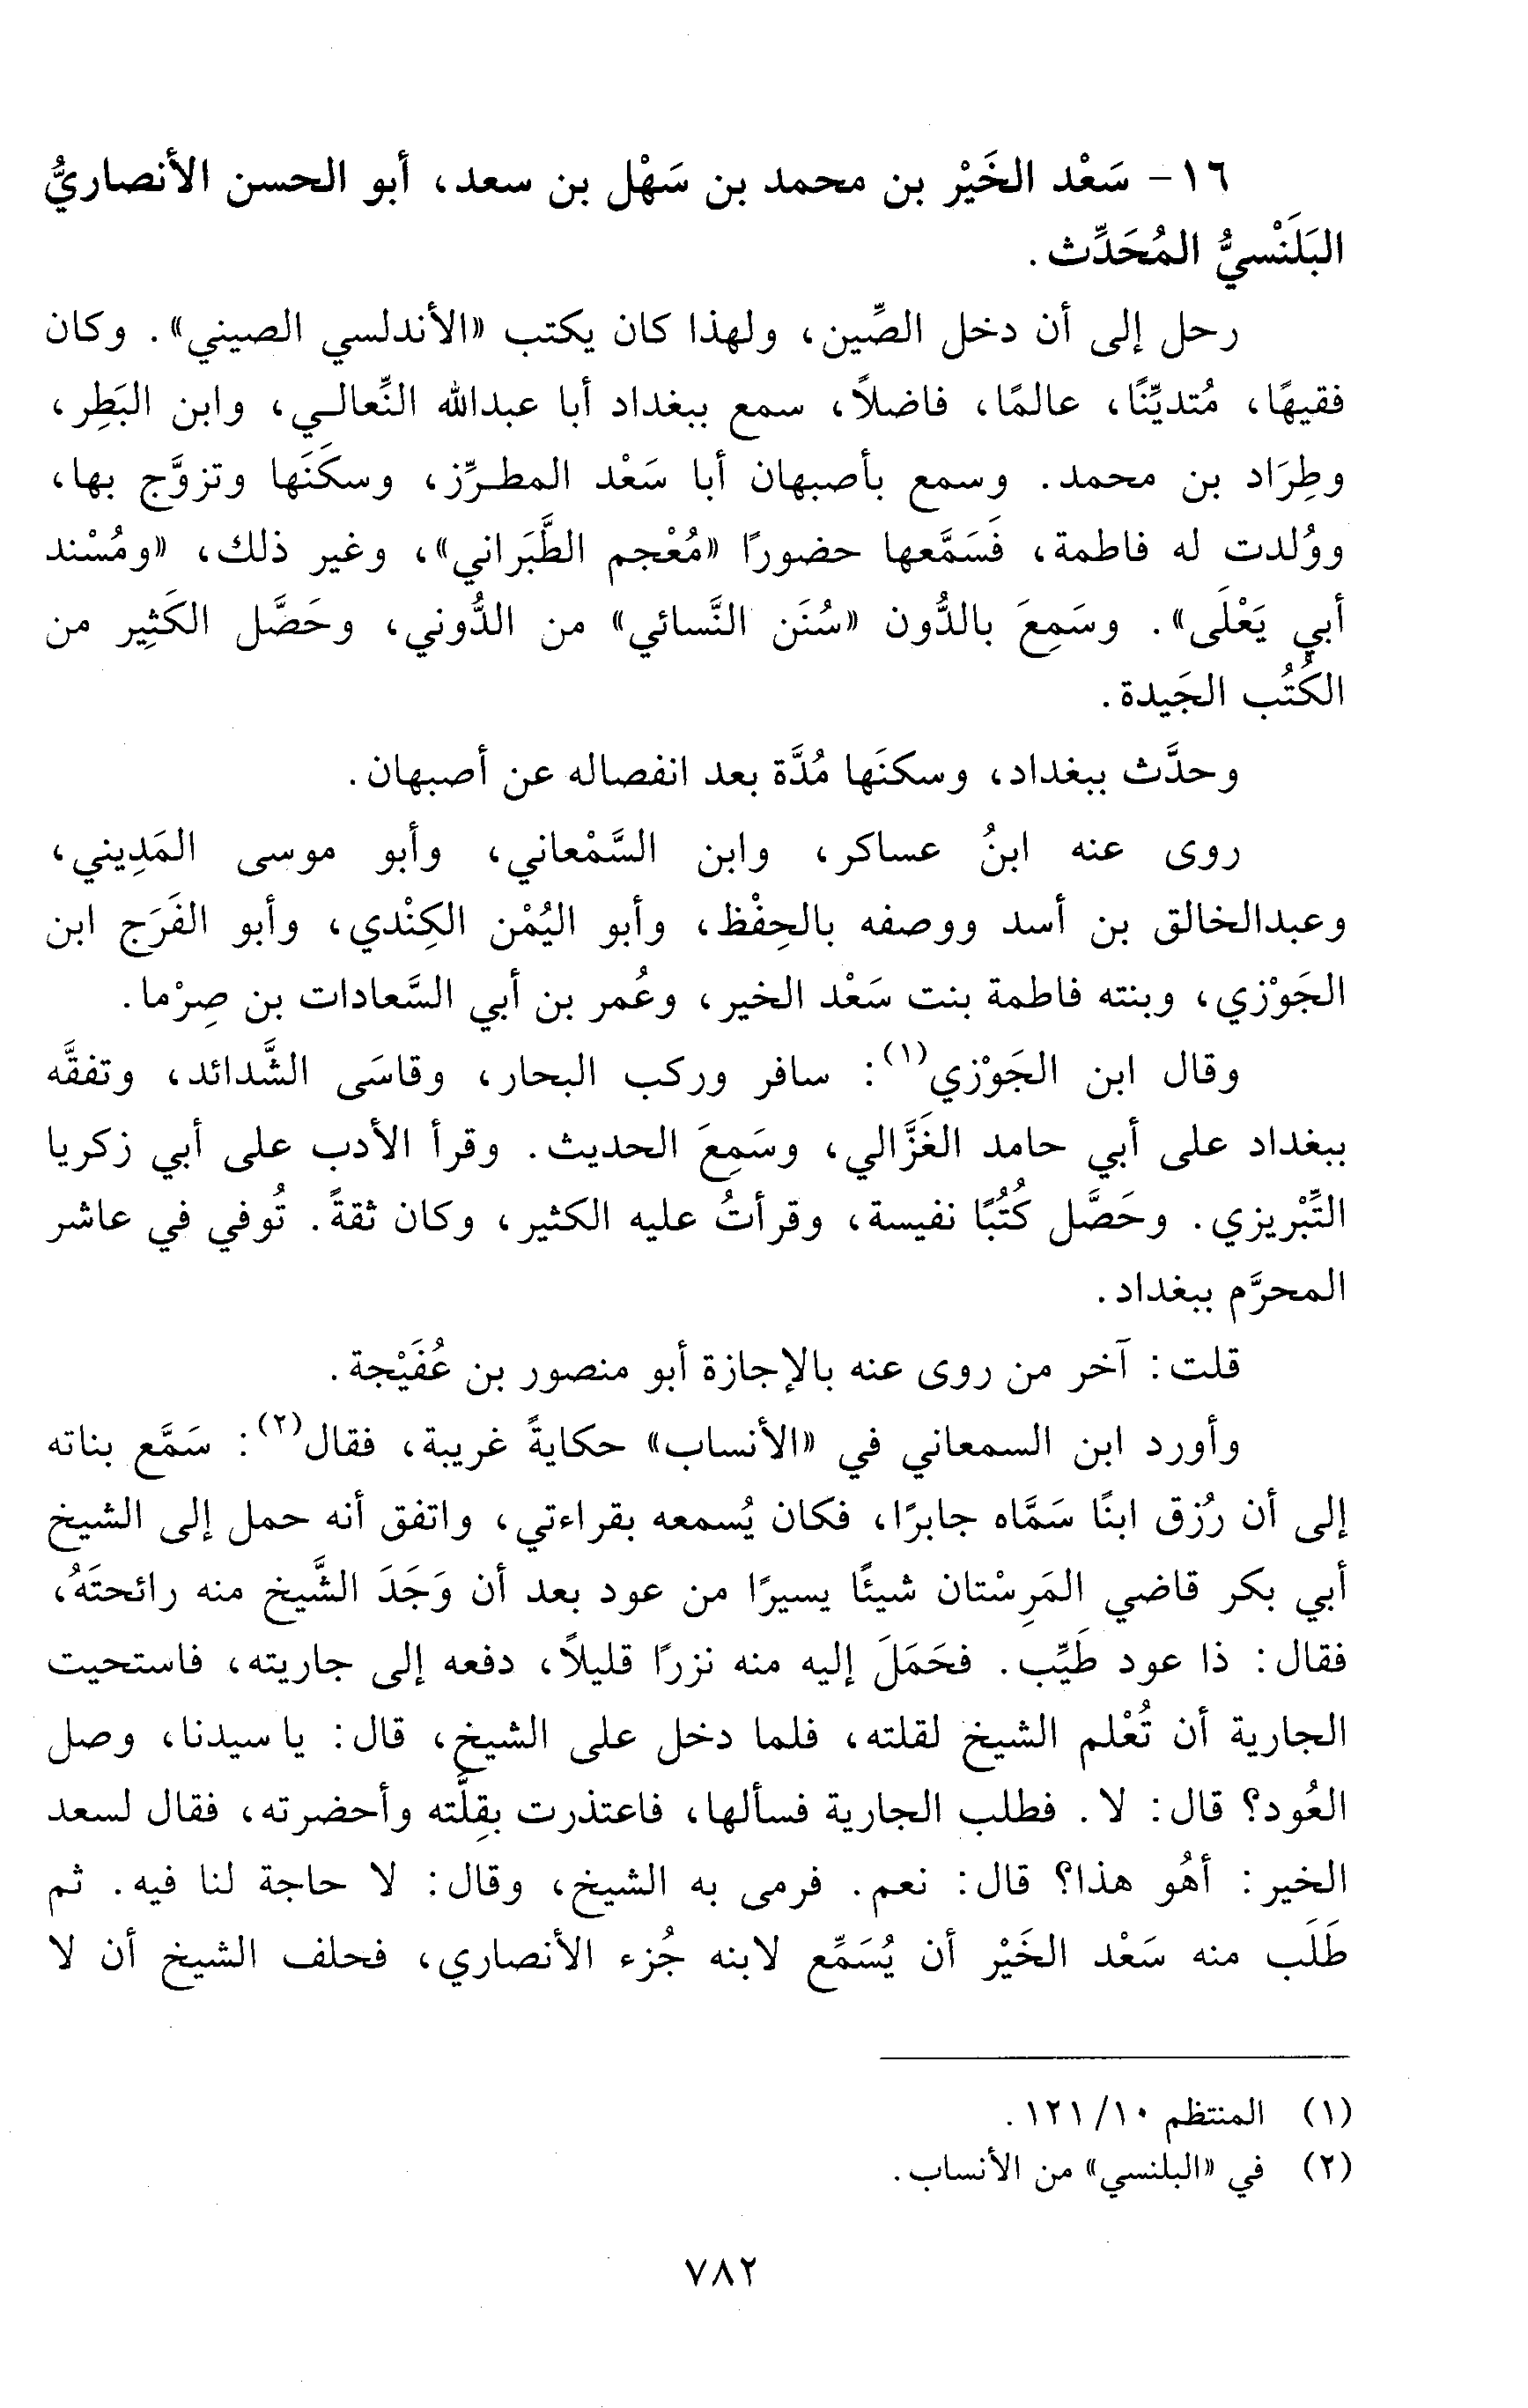 ١٦- سَعْد الخَيْر بن محمد بن سَهْل بن سعد، أبو الحسن الأنصاريُّ
البَلَنْسيُّ المُحَدِّث.
رحل إلى أن دخل الصِّين، ولهذا كان يكتب «الأندلسي الصيني». وكان
فقيهًا، مُتديِّنًا، عالمًا، فاضلاً، سمع ببغداد أبا عبدالله النِّعالي، وابن البَطِر،
وطِرَاد بن محمد. وسمع بأصبهان أبا سَعْد المطرِّز، وسكَنَها وتزوَّج بها،
ووُلدت له فاطمة، فَسَمَّعها حضورًا «مُعْجم الطَّبَراني»، وغير ذلك، «ومُسْند
أبي يَعْلَى». وسَمِعَ بالدُّون «سُنَن النَّسائي» من الدُّوني، وحَصَّل الكَثِير من
الكُتُب الجَيدة.
وحدَّث ببغداد، وسكنَها مُدَّة بعد انفصاله عن أصبهان.
روى عنه ابنُ عساكر، وابن السَّمْعاني، وأبو موسى المَدِيني،
وعبدالخالق بن أسد ووصفه بالحِفْظ، وأبو اليُمْن الكِنْدي، وأبو الفَرَج ابن
الجَوْزي، وبنته فاطمة بنت سَعْد الخير، وعُمر بن أبي السَّعادات بن صِرْما.
وقال ابن الجَوْزي(١): سافر وركب البحار، وقاسَى الشَّدائد، وتفقَّه
ببغداد على أبي حامد الغَزَّالي، وسَمِعَ الحديث. وقرأ الأدب على أبي زكريا
التِّبْريزي. وحَصَّل كُتُبًا نفيسة، وقرأتُ عليه الكثير، وكان ثقةً. تُوفي في عاشر
المحرَّم ببغداد.
قلت: آخر من روى عنه بالإجازة أبو منصور بن عُفَيْجة.
وأورد ابن السمعاني في «الأنساب» حكايةً غريبة، فقال(٢): سَمَّع بناته
إلى أن رُزق ابنًا سَمَّاه جابرًا، فكان يُسمعه بقراءتي، واتفق أنه حمل إلى الشيخ
أبي بكر قاضي المَرِسْتان شيئًا يسيرًا من عود بعد أن وَجَدَ الشَّيخ منه رائحتَهُ،
فقال: ذا عود طَيِّب. فحَمَلَ إليه منه نزرًا قليلاً، دفعه إلى جاريته، فاستحيت
الجارية أن تُعْلم الشيخ لقلته، فلما دخل على الشيخ، قال: يا سيدنا، وصل
العُود؟ قال: لا. فطلب الجارية فسألها، فاعتذرت بقِلَّته وأحضرته، فقال لسعد
الخير: أهُو هذا؟ قال: نعم. فرمى به الشيخ، وقال: لا حاجة لنا فيه. ثم
طَلَب منه سَعْد الخَيْر أن يُسَمِّع لابنه جُزء الأنصاري، فحلف الشيخ أن لا
(١) المنتظم ١٠/ ١٢١.
(٢) في «البلنسي» من الأنساب.
٧٨٢